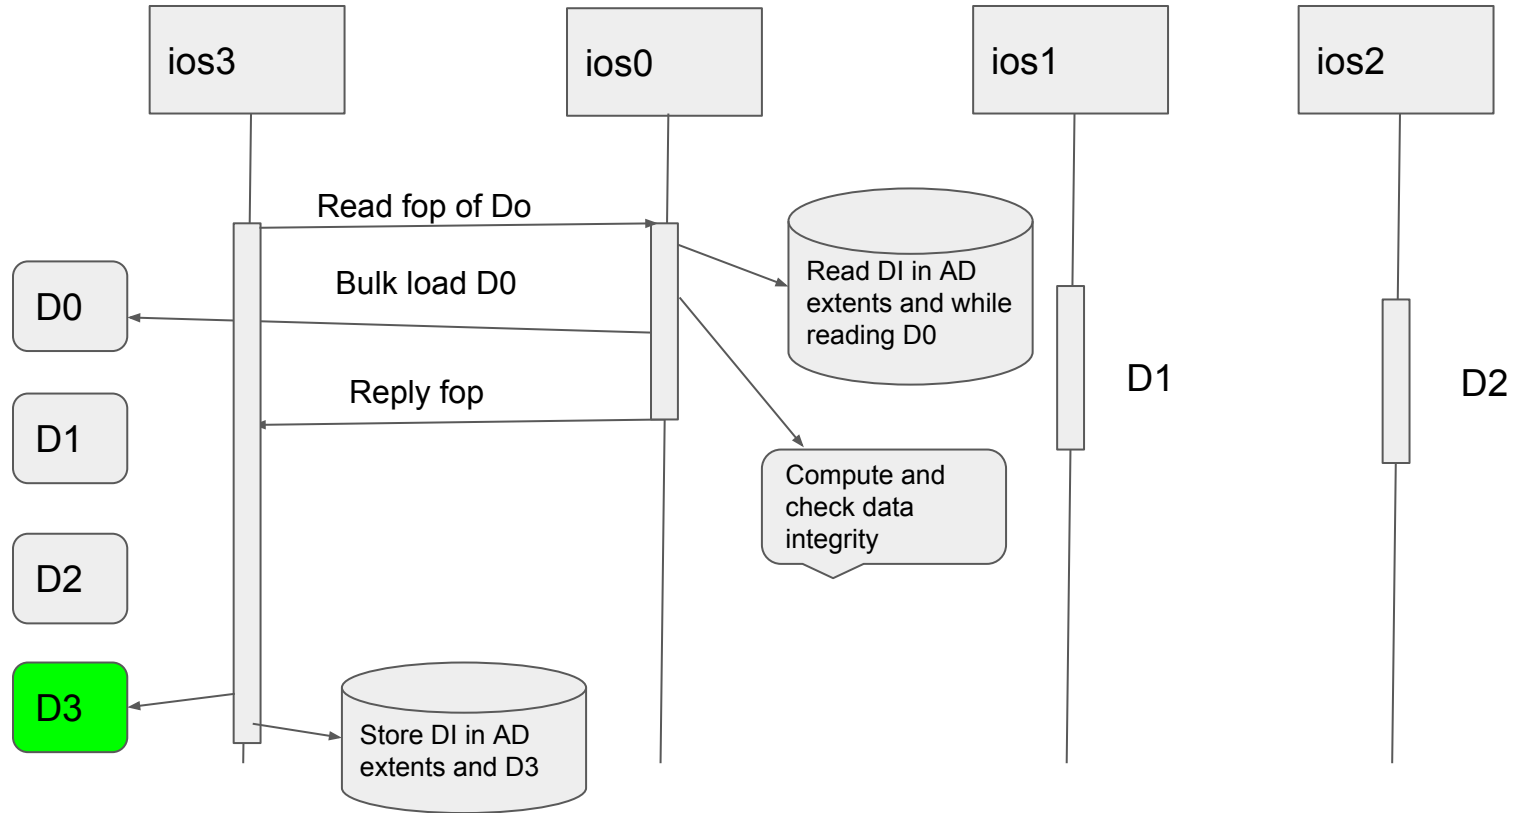 ios3
ios0
ios1
ios2
Read fop of Do
Bulk load D0
Reply fop
Read DI in AD
extents and while
reading D0
Compute and
check data
integrity
D0
D1
D2
D3
D1
D2
Store DI in AD
extents and D3